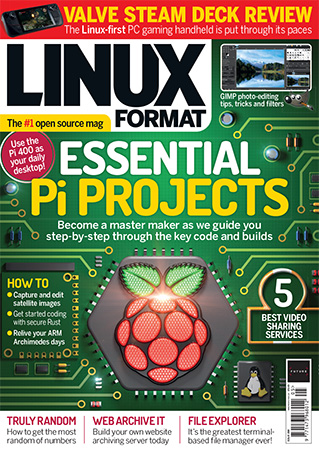 VALVE STEAM DECK REVIEW
The Linux-first PC gaming handheld is put through its paces
LINUX
FORMAT
The #1 open source mag
GIMP photo-editing
tips, tricks and filters
Use the
Pi 400 as
your daily
desktop!
ESSENTIAL
Pi PROJECTS
Become a master maker as we guide you
step-by-step through the key code and builds
HOW TO
• Capture and edit
satellite images
• Get started coding
with secure Rust
• Relive your ARM
Archimedes days
5
BEST VIDEO
SHARING
SERVICES
FUTURE
TRULY RANDOM
How to get the most
random of numbers
WEB ARCHIVE IT
Build your own website
archiving server today
FILE EXPLORER
It's the greatest terminal-
based file manager ever!